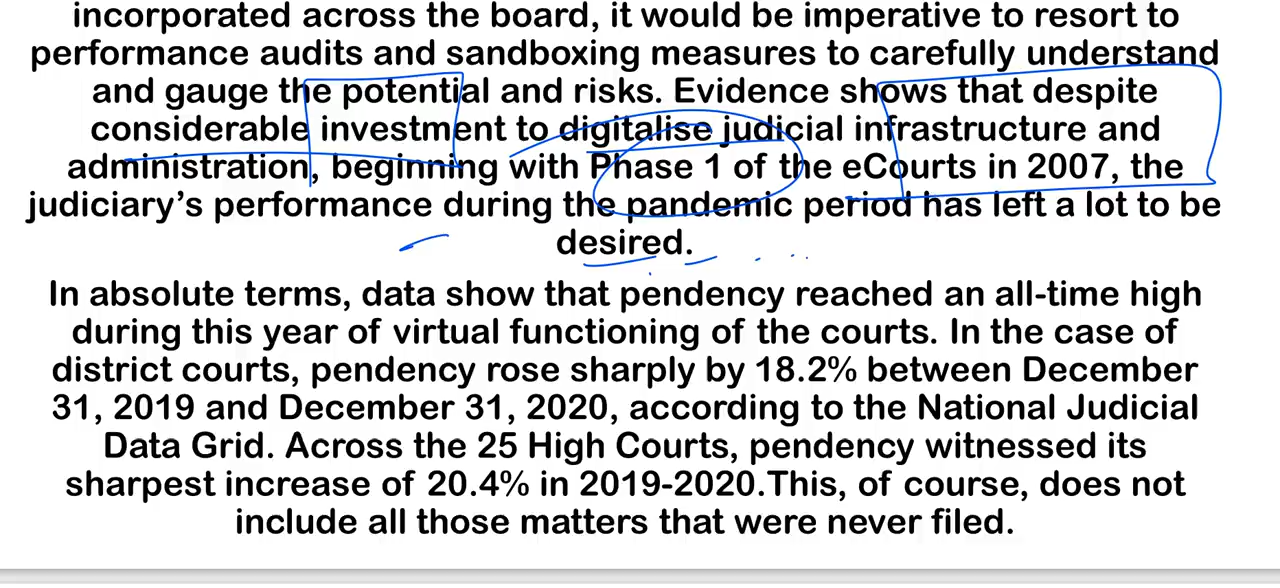 incorporated across the board, it would be imperative to resort to
performance audits and sandboxing measures to carefully understand
and gauge the potential and risks. Evidence shows that despite
considerable investment to digitalise judicial infrastructure and
administration, beginning with Phase 1 of the eCourts in 2007, the
judiciary’s performance during the pandemic period has left a lot to be
desired.
In absolute terms, data show that pendency reached an all-time high
during this year of virtual functioning of the courts. In the case of
district courts, pendency rose sharply by 18.2% between December
31, 2019 and December 31, 2020, according to the National Judicial
Data Grid. Across the 25 High Courts, pendency witnessed its
sharpest increase of 20.4% in 2019-2020.This, of course, does not
include all those matters that were never filed.